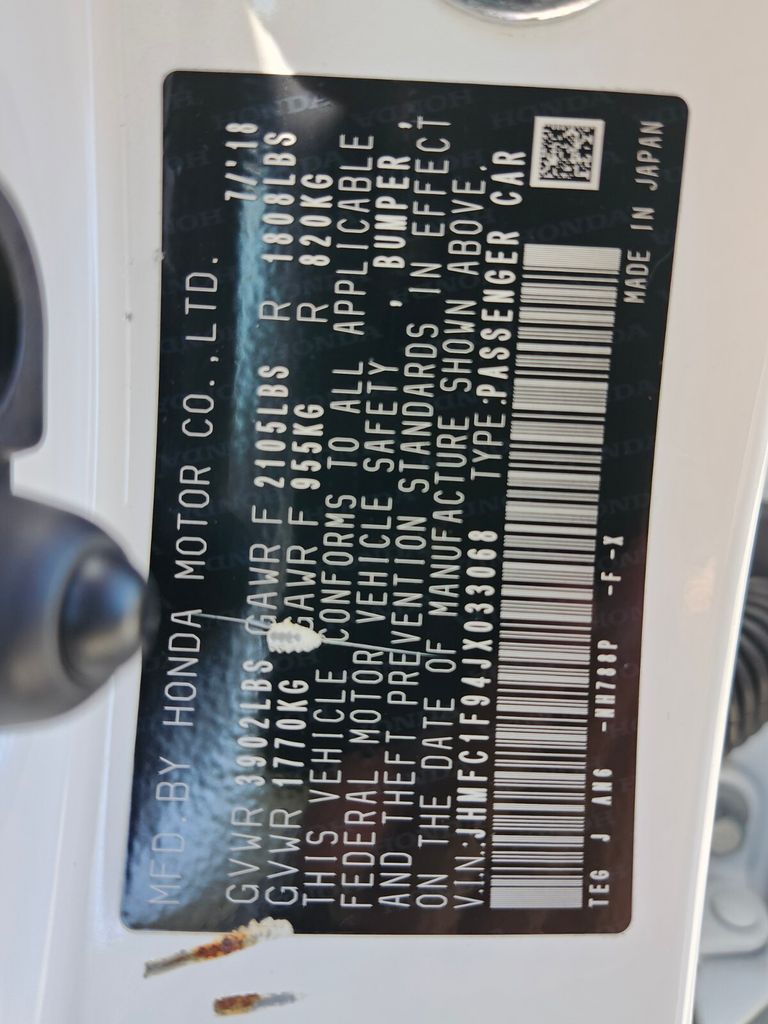 MFD. BY HONDA MOTOR CO., LTD. 7/'18
GVWR 3902LBS GAWR F 2105LBS R 1808LBS
GVWR 1770KG GAWR F 955KG R 820KG
THIS VEHICLE CONFORMS TO ALL APPLICABLE
FEDERAL MOTOR VEHICLE SAFETY, BUMPER,
AND THEFT PREVENTION STANDARDS IN EFFECT
ON THE DATE OF MANUFACTURE SHOWN ABOVE.
V.I.N.:JHMFC1F94JX033068 TYPE:PASSENGER CAR
TEG J AN6 -NH788P -F -X MADE IN JAPAN